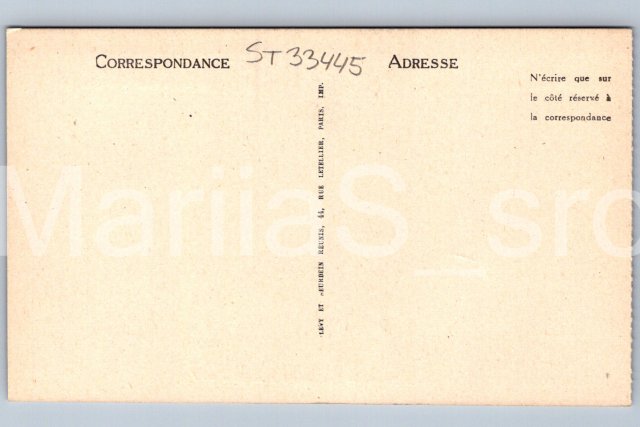 CORRESPONDANCE
ST33445
ADRESSE
N'écrire que sur
le côté réservé à
la correspondance
LEVY ET NEURDEIN REUNIS, 44, RUE LETELLIER, PARIS, IMP.
MariiaS_sro